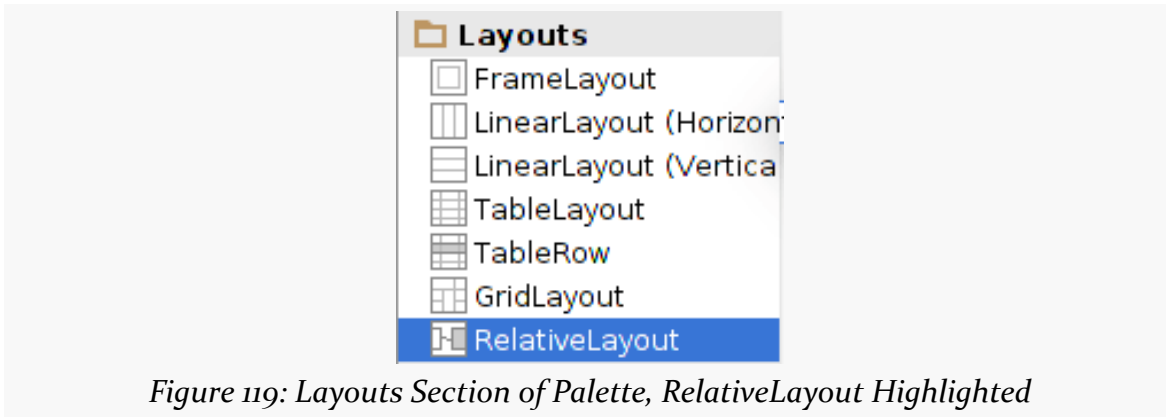 Layouts
FrameLayout
LinearLayout (Horizon
LinearLayout (Vertica
TableLayout
TableRow
GridLayout
RelativeLayout
Figure 119: Layouts Section of Palette, RelativeLayout Highlighted